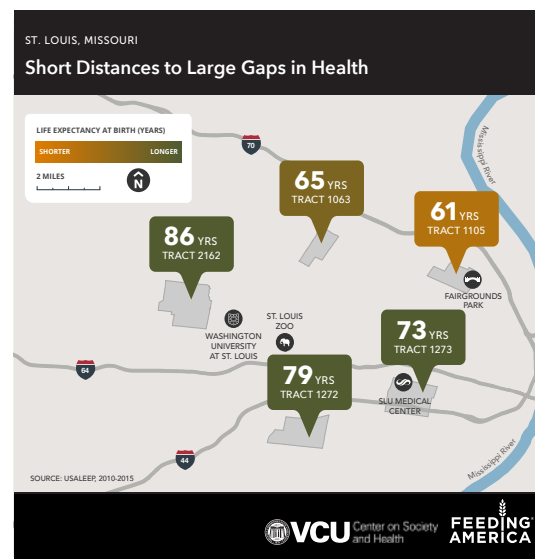 ST. LOUIS, MISSOURI
Short Distances to Large Gaps in Health
LIFE EXPECTANCY AT BIRTH (YEARS)
SHORTER LONGER
2 MILES
N
70
Mississippi River
65 YRS
TRACT 1063
61 YRS
TRACT 1105
86 YRS
TRACT 2162
FAIRGROUNDS
PARK
WASHINGTON
UNIVERSITY
AT ST. LOUIS
ST. LOUIS
ZOO
73 YRS
TRACT 1273
64
79 YRS
TRACT 1272
SLU MEDICAL
CENTER
44
Mississippi River
SOURCE: USALEEP, 2010-2015
VCU Center on Society
and Health
FEEDING
AMERICA